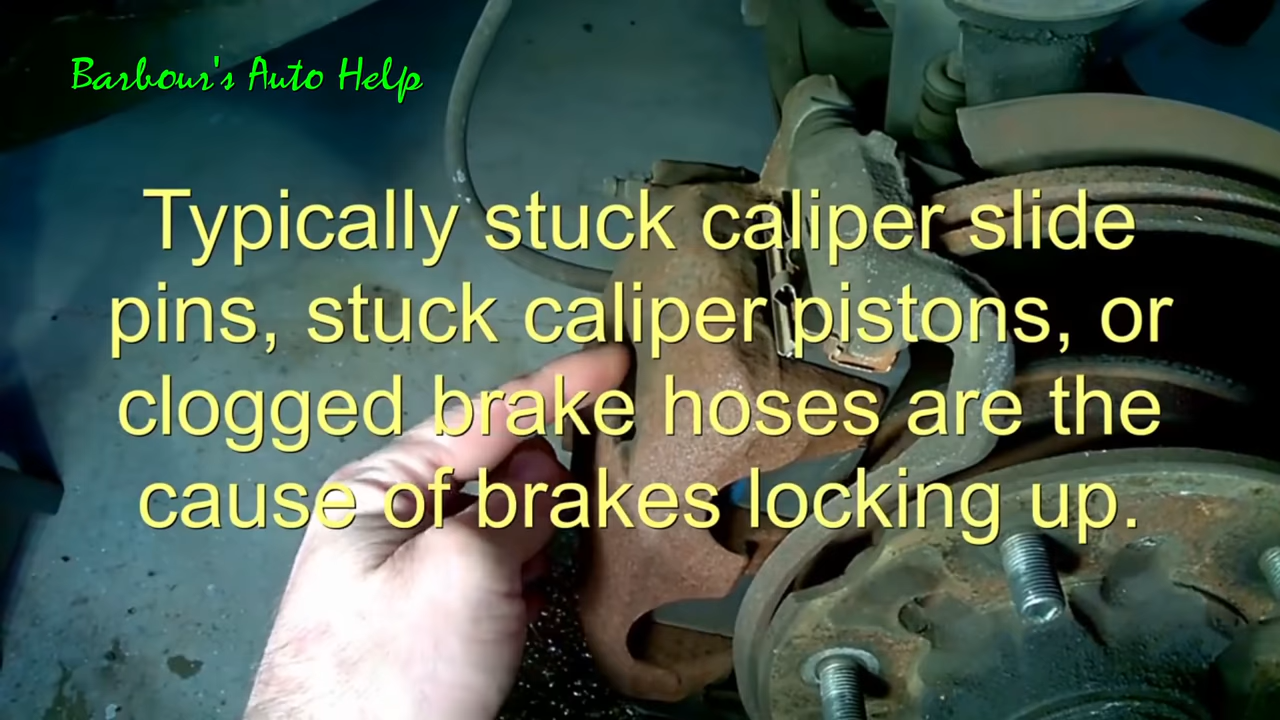 Barbour's Auto Help
Typically stuck caliper slide
pins, stuck caliper pistons, or
clogged brake hoses are the
cause of brakes locking up.